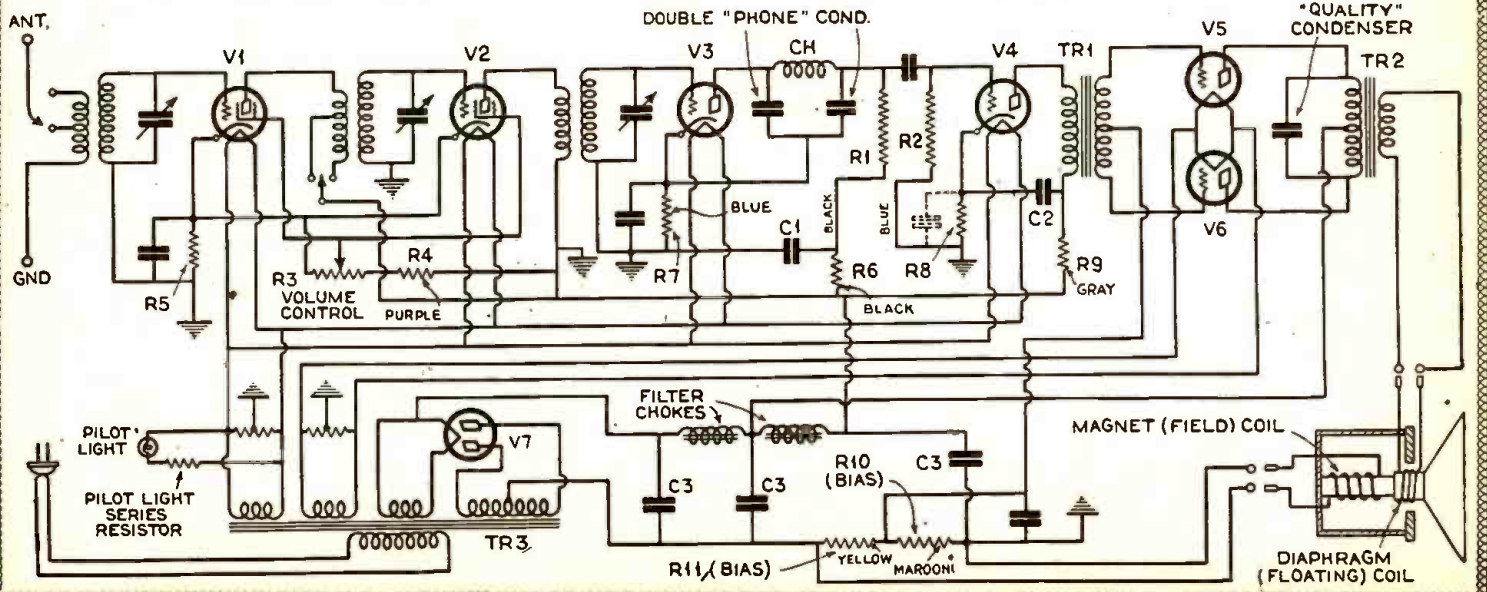 ANT.
GND
V1
R5
R3
VOLUME
CONTROL
R4
PURPLE
V2
DOUBLE "PHONE" COND.
V3
CH
BLUE
R7
C1
R1
BLACK
R6
BLACK
R2
BLUE
R8
V4
C2
R9
GRAY
TR1
V5
V6
"QUALITY"
CONDENSER
TR2
PILOT
LIGHT
PILOT LIGHT
SERIES
RESISTOR
V7
TR3
FILTER
CHOKES
C3
C3
R10
(BIAS)
C3
R11 (BIAS)
YELLOW
MAROON
MAGNET (FIELD) COIL
DIAPHRAGM
(FLOATING) COIL